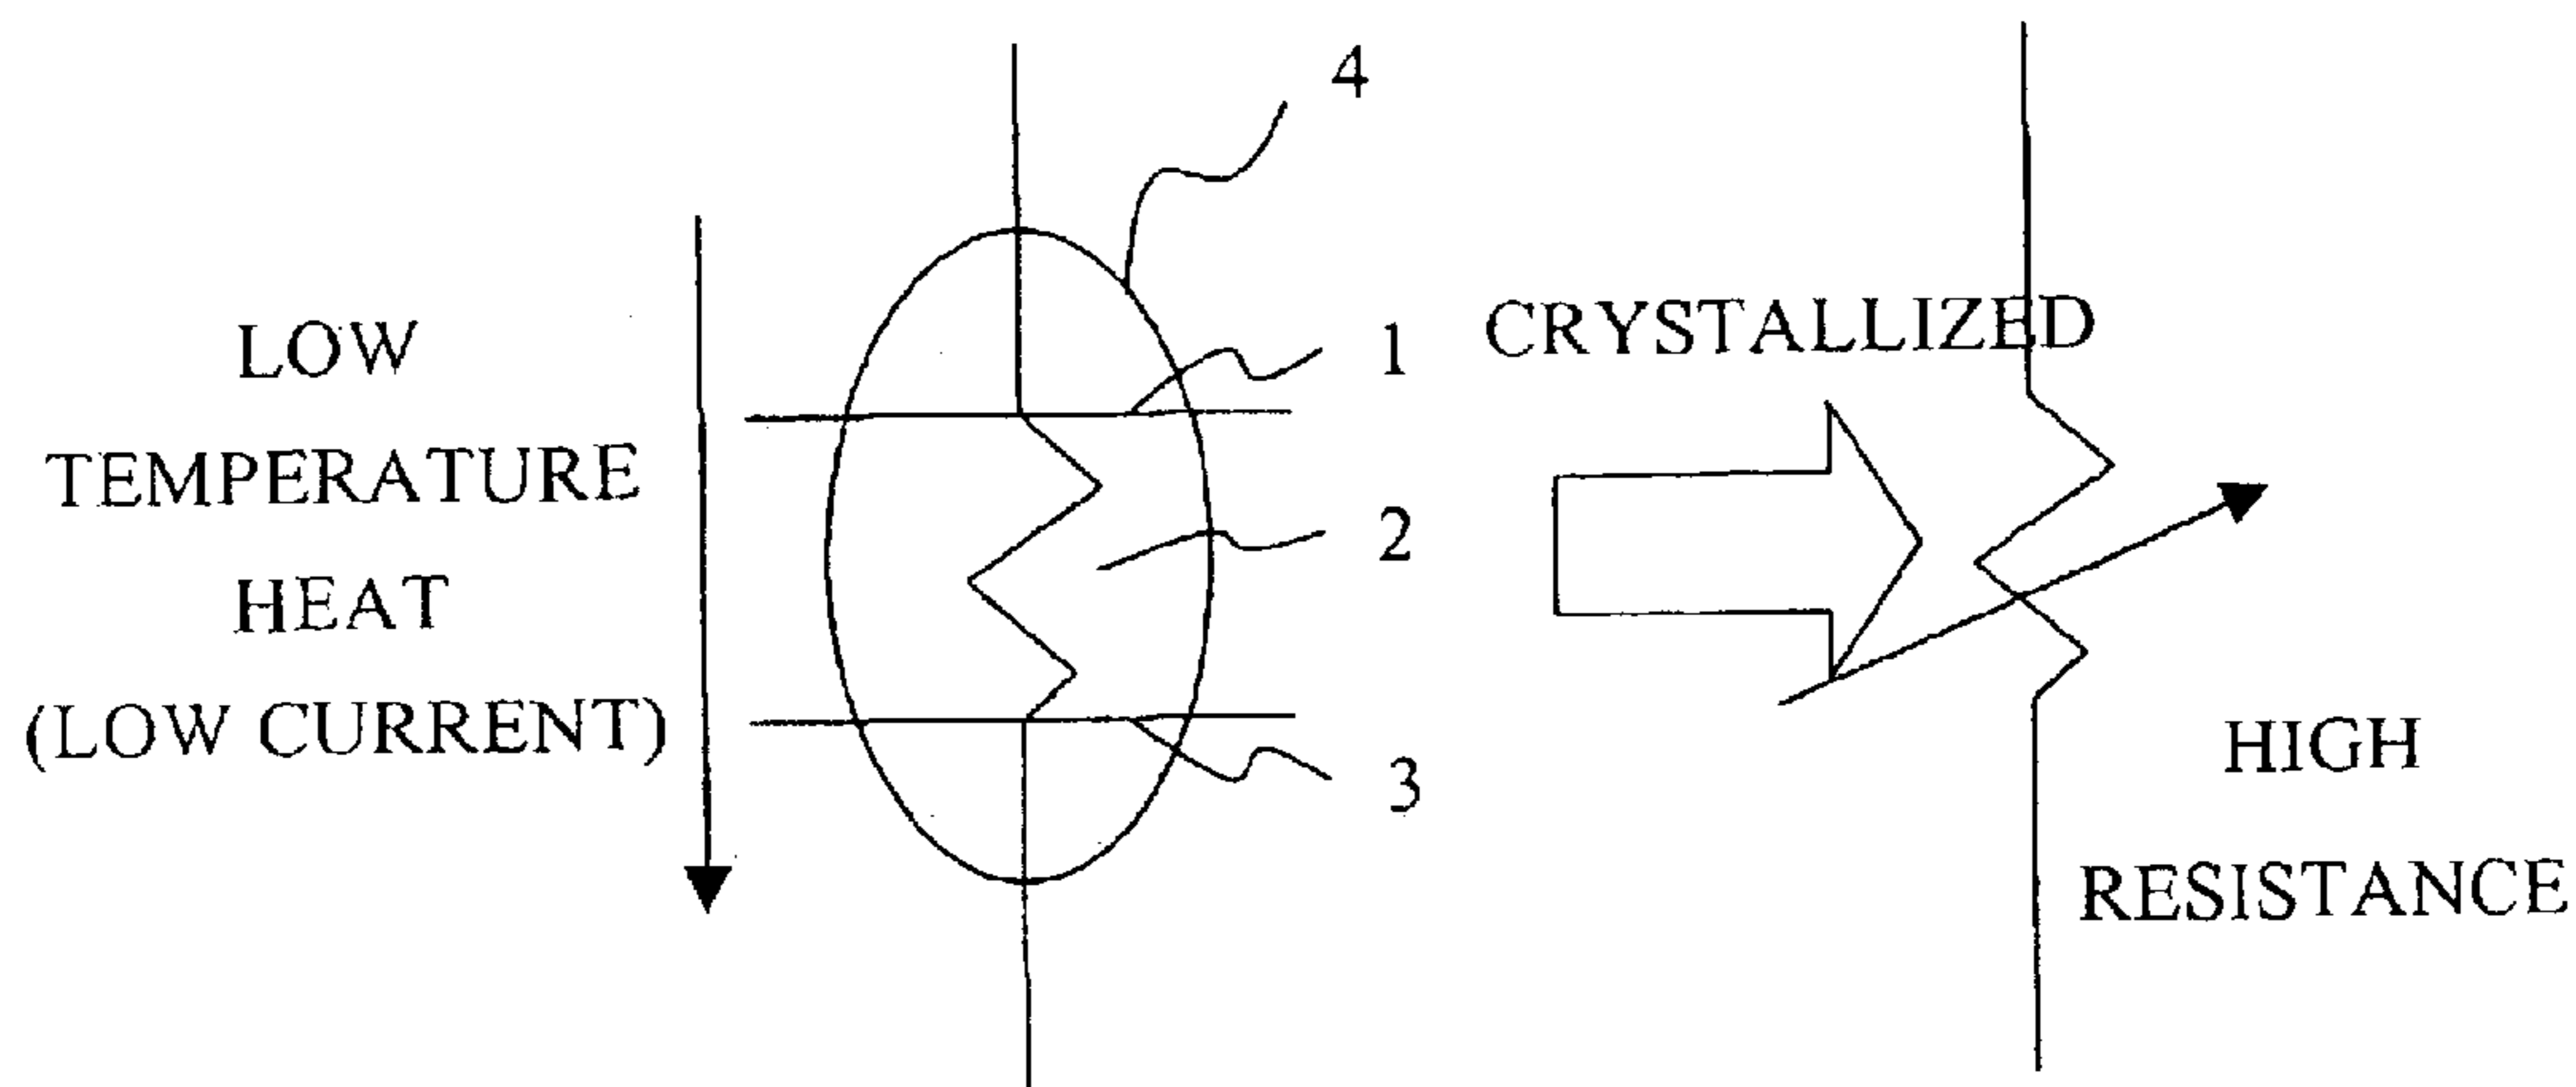 LOW
TEMPERATURE
HEAT
(LOW CURRENT)
4
1
2
3
CRYSTALLIZED
HIGH
RESISTANCE